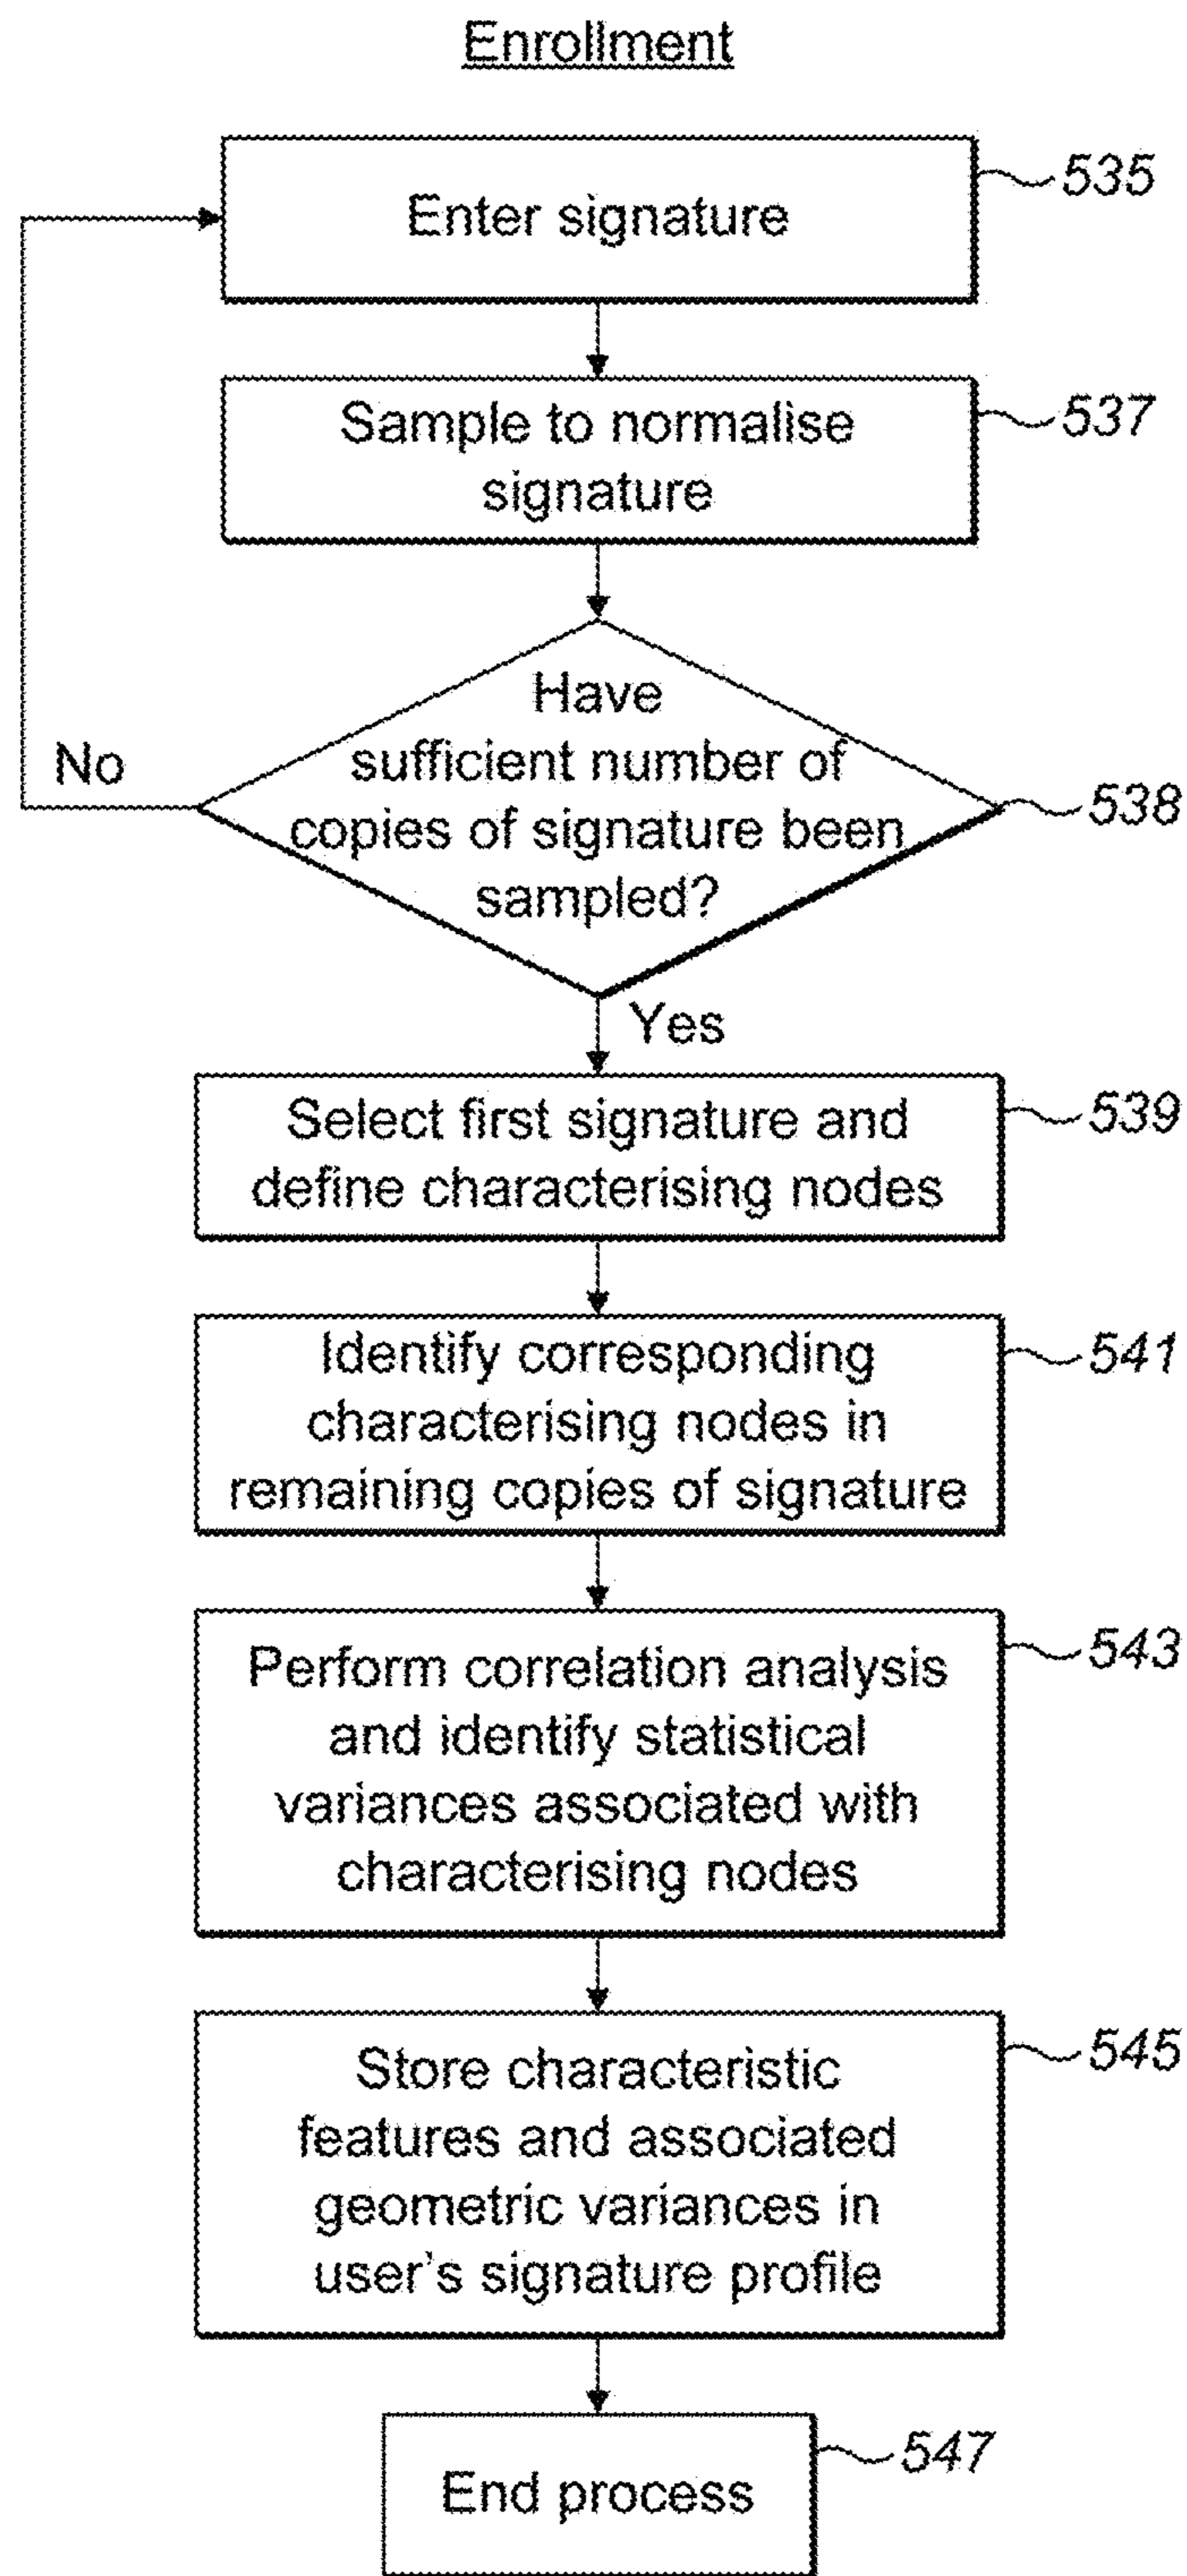 Enrollment
Enter signature
535
Sample to normalise
signature
537
Have
sufficient number of
copies of signature been
sampled?
538
No
Yes
Select first signature and
define characterising nodes
539
Identify corresponding
characterising nodes in
remaining copies of signature
541
Perform correlation analysis
and identify statistical
variances associated with
characterising nodes
543
Store characteristic
features and associated
geometric variances in
user's signature profile
545
End process
547